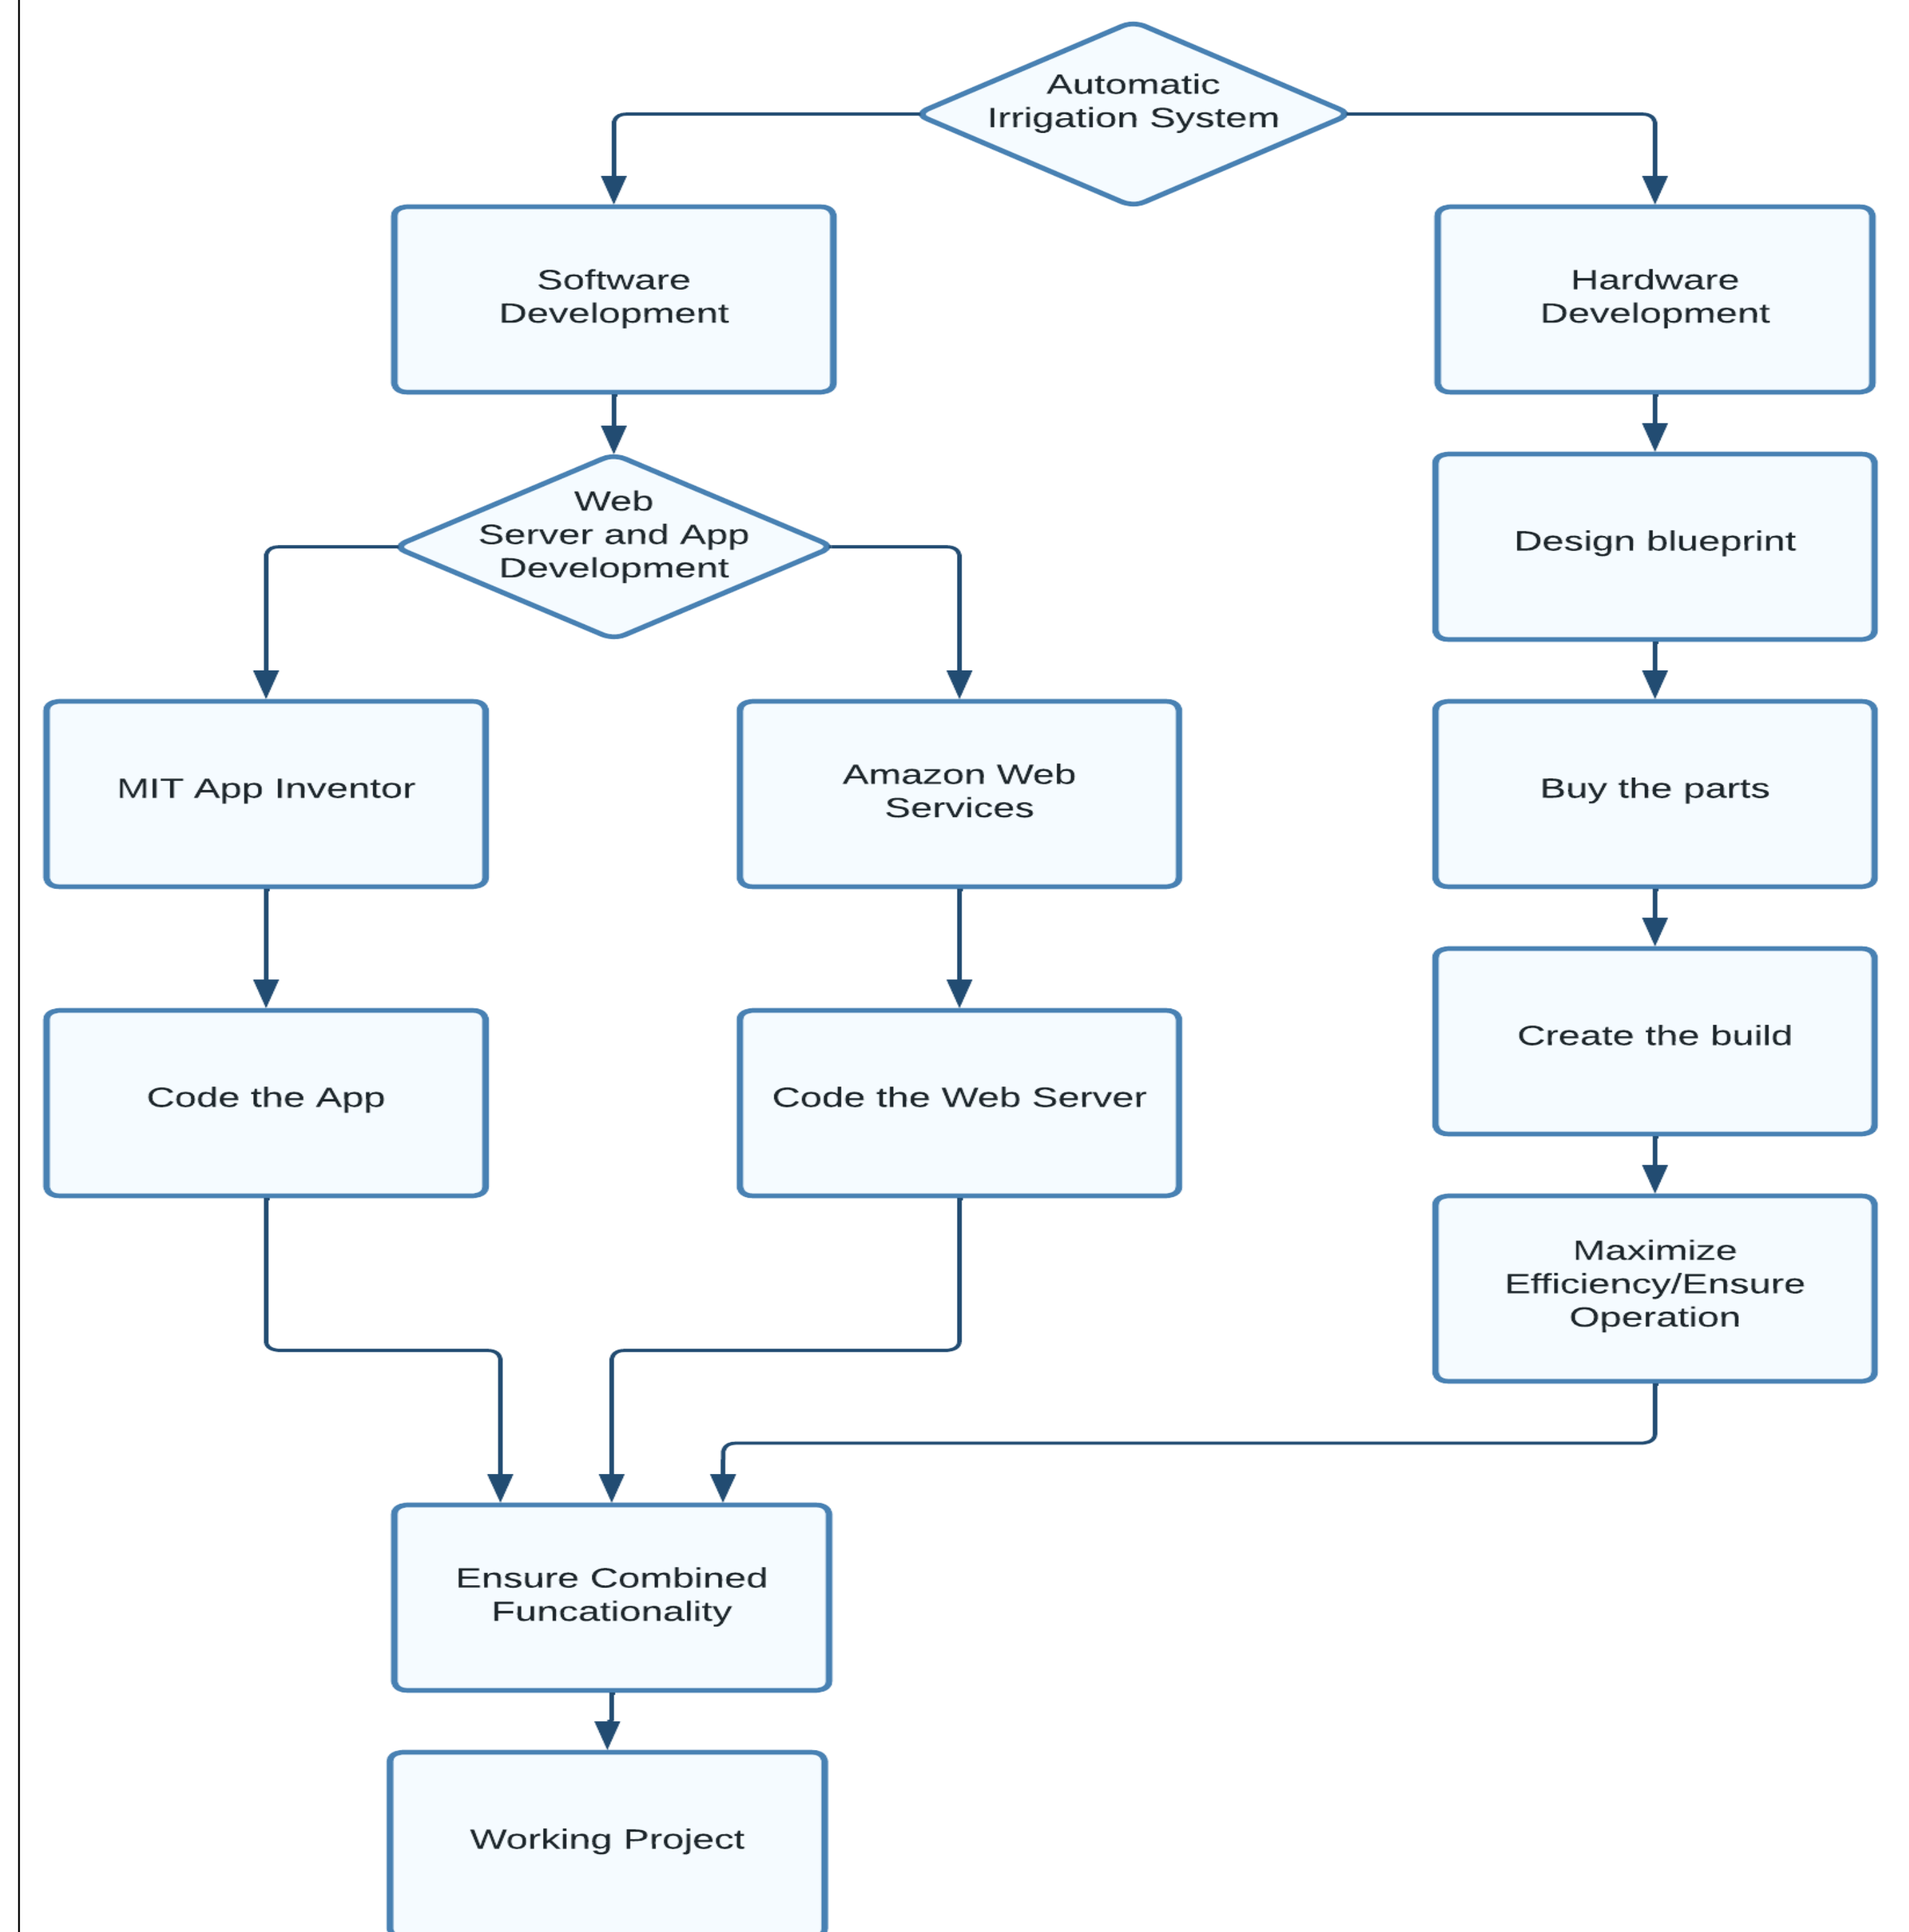 Automatic
Irrigation System
Software
Development
Hardware
Development
Web
Server and App
Development
Design blueprint
MIT App Inventor
Amazon Web
Services
Buy the parts
Code the App
Code the Web Server
Create the build
Maximize
Efficiency/Ensure
Operation
Ensure Combined
Funcationality
Working Project